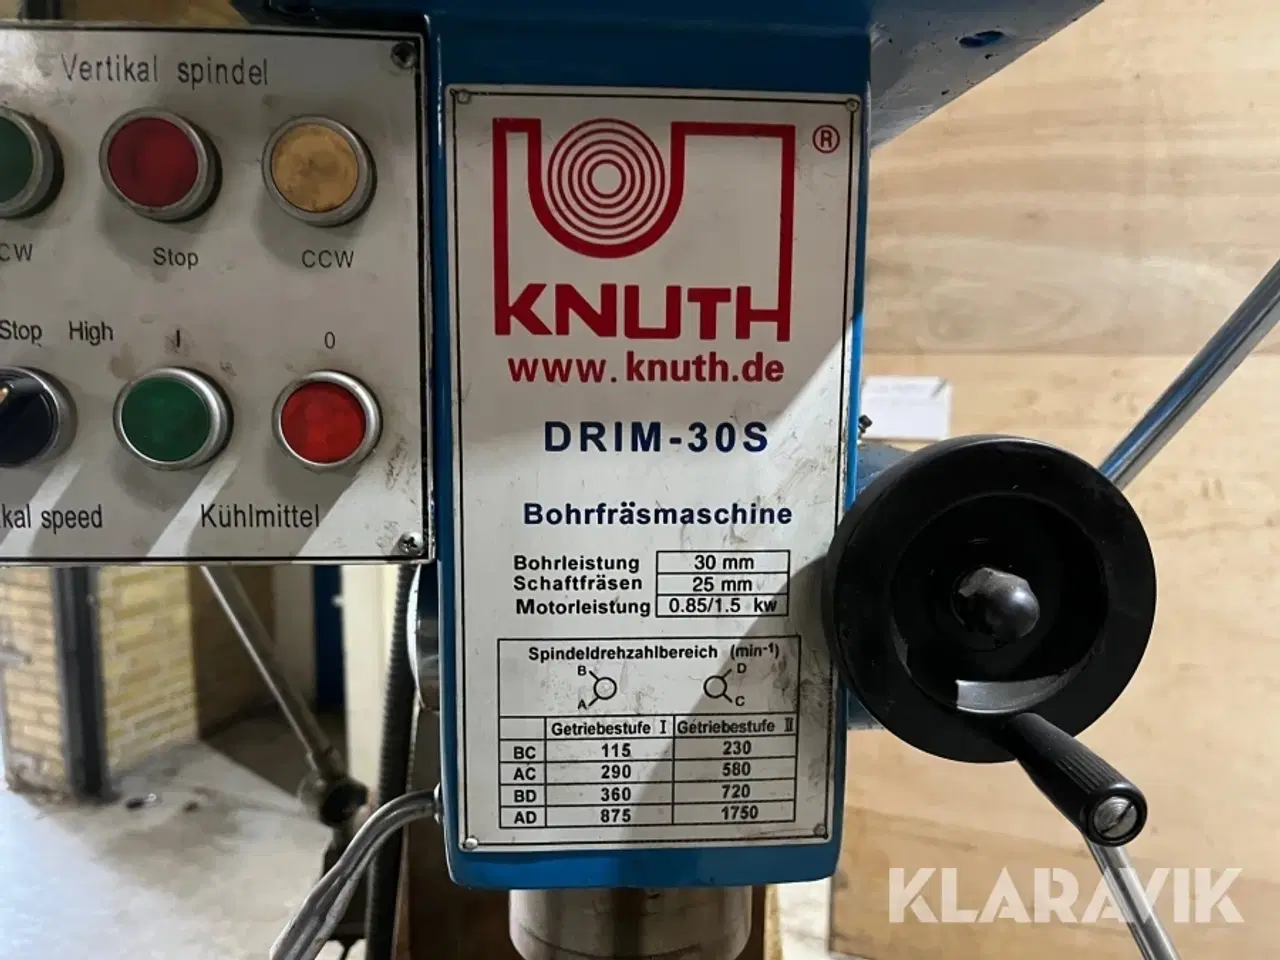 Vertikal spindel
CW Stop CCW
Stop High I 0
kal speed Kühlmittel
®
KNUTH
www.knuth.de
DRIM-30S
Bohrfräsmaschine
Bohrleistung 30 mm
Schaftfräsen 25 mm
Motorleistung 0.85/1.5 kw
Spindeldrehzahlbereich (min-1)
B D
A C
Getriebestufe I Getriebestufe II
BC 115 230
AC 290 580
BD 360 720
AD 875 1750
KLARAVIK